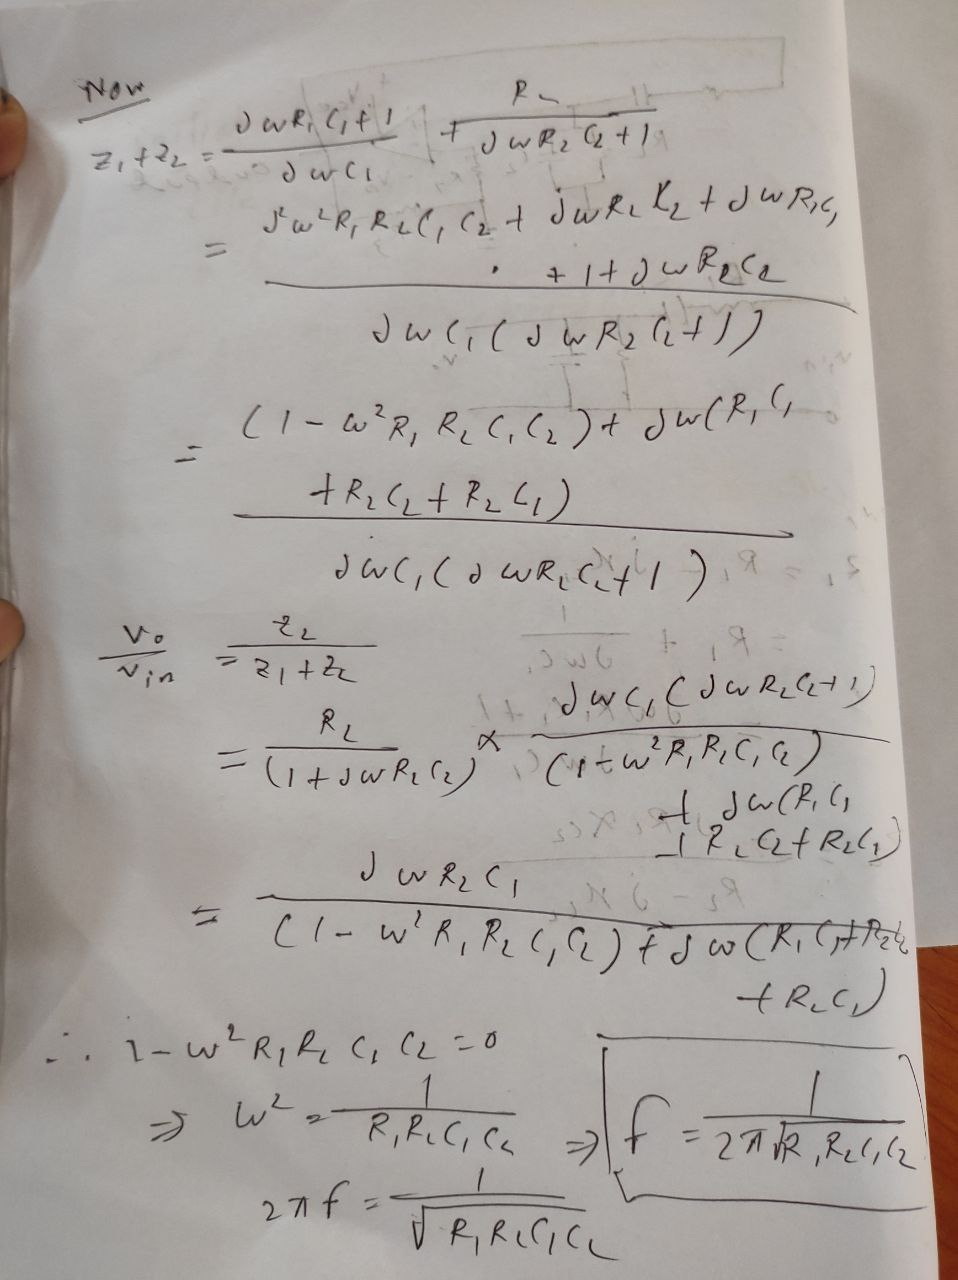 Now
Z₁ + Z₂ = (jωR₁C₁ + 1) / (jωC₁) + R₂ / (jωR₂C₂ + 1)
= (j²ω²R₁R₂C₁C₂ + jωR₂C₂ + jωR₁C₁
+ 1 + jωR₂C₂) / (jωC₁(jωR₂C₂ + 1))
= ((1 - ω²R₁R₂C₁C₂) + jω(R₁C₁
+ R₂C₂ + R₂C₁)) / (jωC₁(jωR₂C₂ + 1))
Vo / Vin = Z₂ / (Z₁ + Z₂)
= R₂ / (1 + jωR₂C₂) × jωC₁(jωR₂C₂ + 1) / ((1 - ω²R₁R₂C₁C₂)
+ jω(R₁C₁
+ R₂C₂ + R₂C₁))
= jωR₂C₁ / ((1 - ω²R₁R₂C₁C₂) + jω(R₁C₁ + R₂C₂
+ R₂C₁))
∴ 1 - ω²R₁R₂C₁C₂ = 0
⇒ ω² = 1 / (R₁R₂C₁C₂)
⇒ f = 1 / (2π√(R₁R₂C₁C₂))
2πf = 1 / √(R₁R₂C₁C₂)